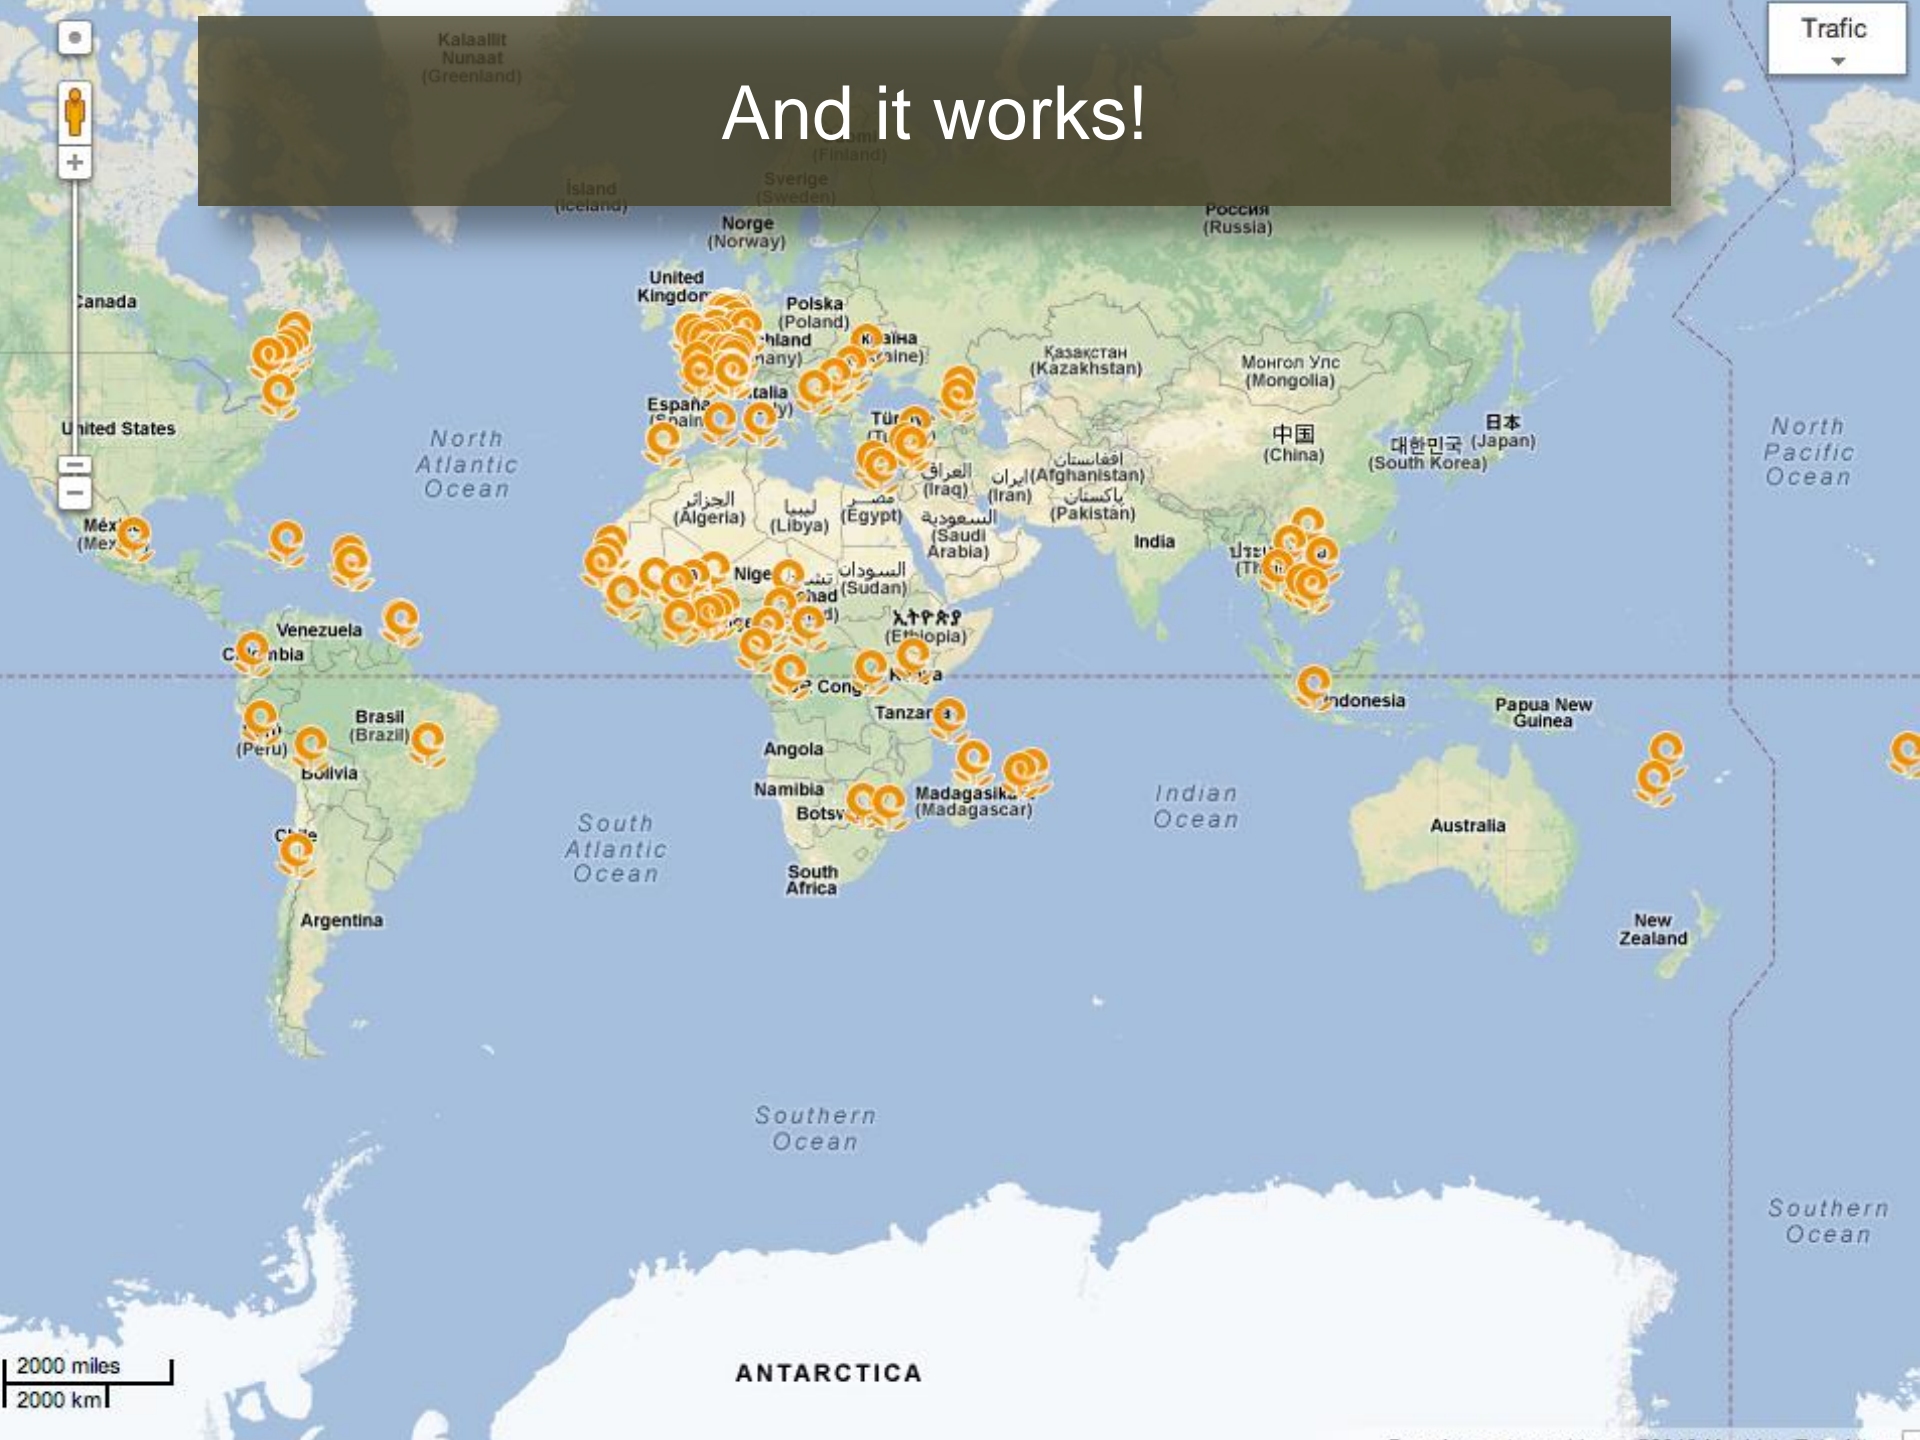 Kalaallit
Nunaat
(Greenland)
Trafic
And it works!
(Finland)
Ísland
(Iceland)
Sverige
(Sweden)
Norge
(Norway)
Россия
(Russia)
United
Kingdom
Polska
(Poland)
Canada
United States
North
Atlantic
Ocean
España
(Spain)
Қазақстан
(Kazakhstan)
Монгол Улс
(Mongolia)
中国
(China)
대한민국
(South Korea)
日本
(Japan)
North
Pacific
Ocean
الجزائر
(Algeria)
ليبيا
(Libya)
مصر
(Egypt)
العراق
(Iraq)
ایران
(Iran)
افغانستان
(Afghanistan)
پاکستان
(Pakistan)
السعودية
(Saudi
Arabia)
India
السودان
(Sudan)
ኢትዮጵያ
(Ethiopia)
Venezuela
Brasil
(Brazil)
(Peru)
Bolivia
Argentina
Angola
Namibia
South
Africa
(Madagascar)
South
Atlantic
Ocean
Indian
Ocean
Papua New
Guinea
Australia
New
Zealand
Southern
Ocean
Southern
Ocean
ANTARCTICA
2000 miles
2000 km